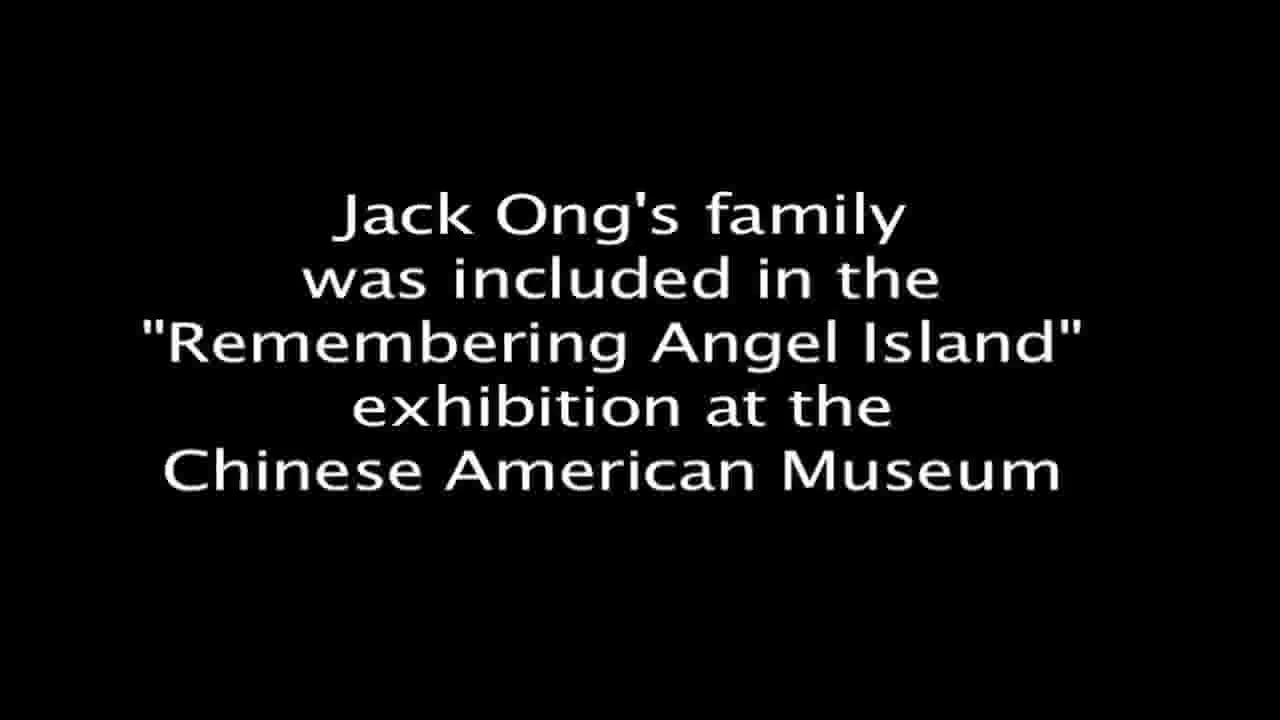 Jack Ong's family
was included in the
"Remembering Angel Island"
exhibition at the
Chinese American Museum